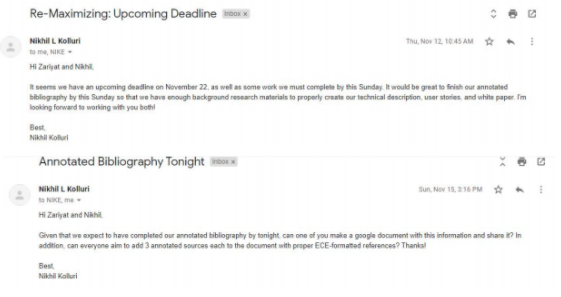 Re-Maximizing: Upcoming Deadline Inbox x
Nikhil L Kolluri Thu, Nov 12, 10:45 AM
to me, NIKE
Hi Zariyat and Nikhil,
It seems we have an upcoming deadline on November 22, as well as some work we must complete by this Sunday. It would be great to finish our annotated
bibliography by this Sunday so that we have enough background research materials to properly create our technical description, user stories, and white paper. I'm
looking forward to working with you both!
Best,
Nikhil Kolluri
Annotated Bibliography Tonight Inbox x
Nikhil L Kolluri Sun, Nov 15, 3:16 PM
to NIKE, me
Hi Zariyat and Nikhil,
Given that we expect to have completed our annotated bibliography by tonight, can one of you make a google document with this information and share it? In
addition, can everyone aim to add 3 annotated sources each to the document with proper ECE-formatted references? Thanks!
Best,
Nikhil Kolluri